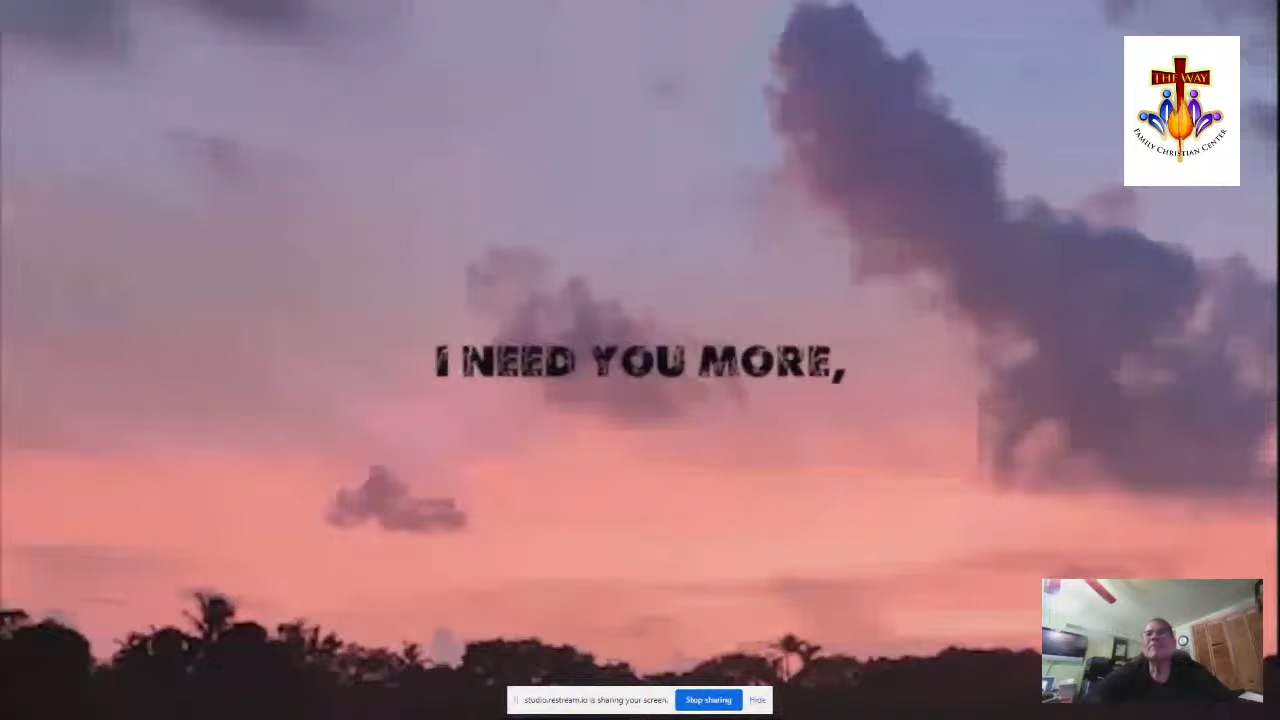 THE WAY
FAMILY CHRISTIAN CENTER
I NEED YOU MORE,
studio.restream.io is sharing your screen.
Stop sharing
Hide